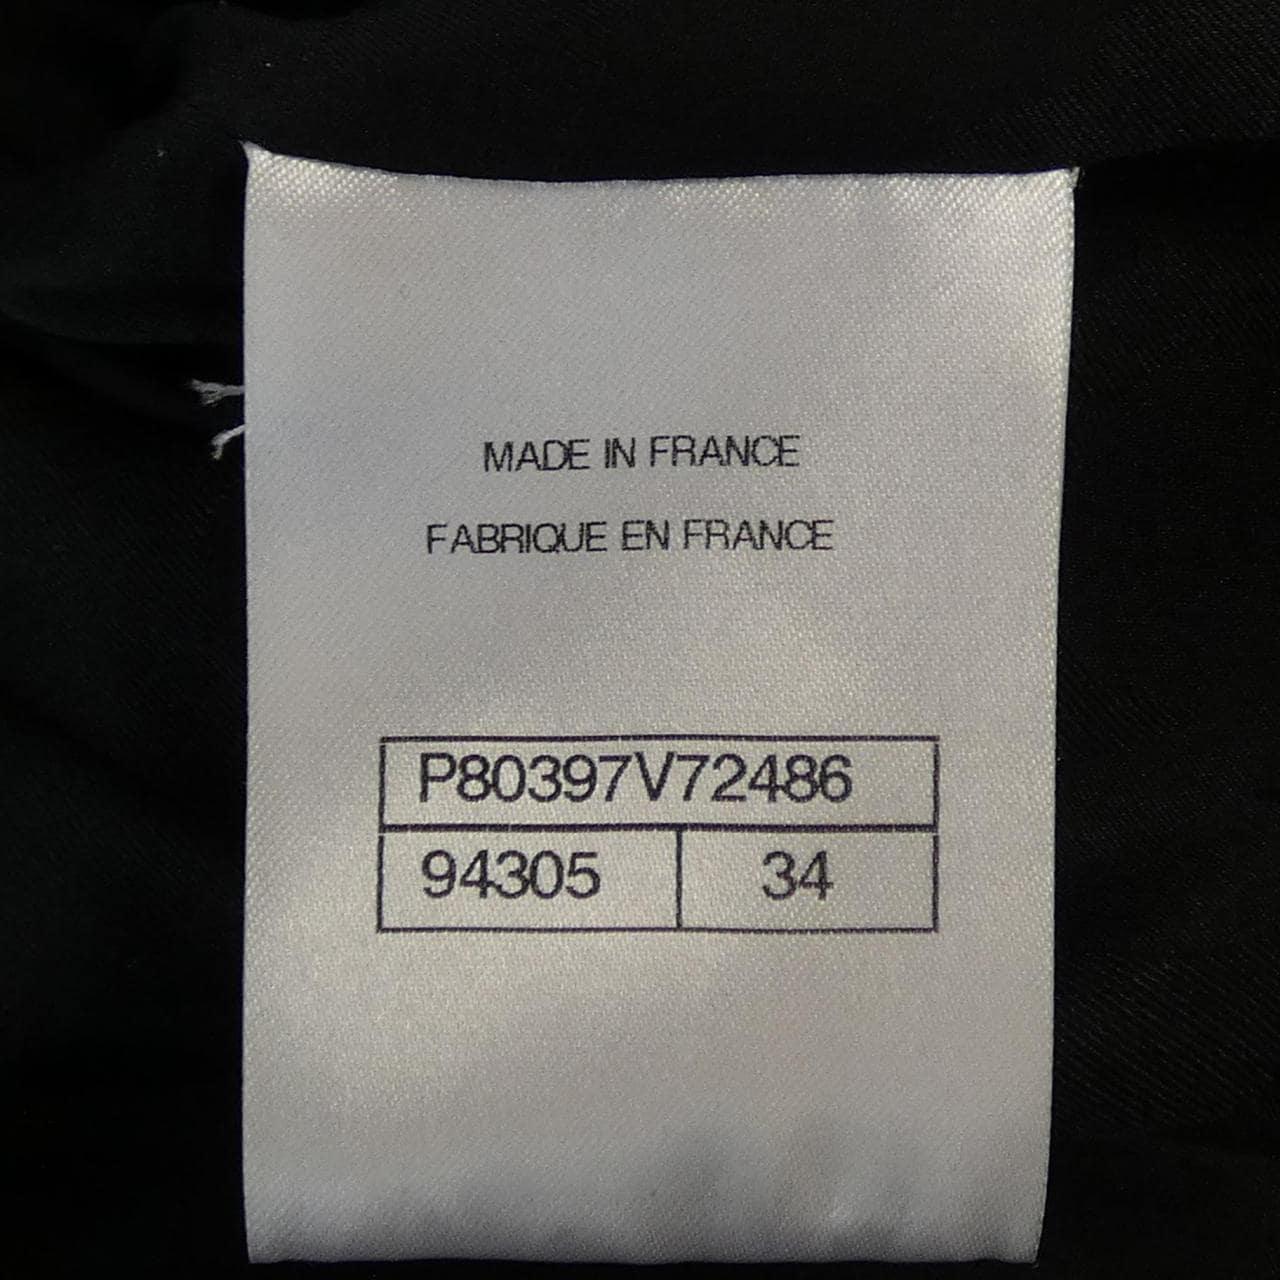 MADE IN FRANCE
FABRIQUE EN FRANCE
P80397V72486
94305 34